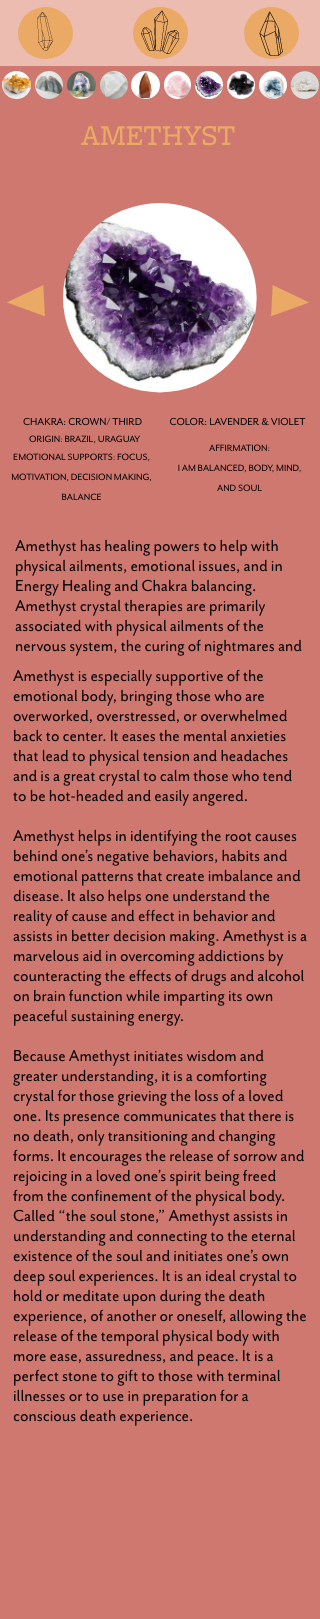 AMETHYST
CHAKRA: CROWN/ THIRD
ORIGIN: BRAZIL, URAGUAY
EMOTIONAL SUPPORTS: FOCUS,
MOTIVATION, DECISION MAKING,
BALANCE
COLOR: LAVENDER & VIOLET
AFFIRMATION:
I AM BALANCED, BODY, MIND,
AND SOUL
Amethyst has healing powers to help with
physical ailments, emotional issues, and in
Energy Healing and Chakra balancing.
Amethyst crystal therapies are primarily
associated with physical ailments of the
nervous system, the curing of nightmares and
Amethyst is especially supportive of the
emotional body, bringing those who are
overworked, overstressed, or overwhelmed
back to center. It eases the mental anxieties
that lead to physical tension and headaches
and is a great crystal to calm those who tend
to be hot-headed and easily angered.
Amethyst helps in identifying the root causes
behind one’s negative behaviors, habits and
emotional patterns that create imbalance and
disease. It also helps one understand the
reality of cause and effect in behavior and
assists in better decision making. Amethyst is a
marvelous aid in overcoming addictions by
counteracting the effects of drugs and alcohol
on brain function while imparting its own
peaceful sustaining energy.
Because Amethyst initiates wisdom and
greater understanding, it is a comforting
crystal for those grieving the loss of a loved
one. Its presence communicates that there is
no death, only transitioning and changing
forms. It encourages the release of sorrow and
rejoicing in a loved one’s spirit being freed
from the confinement of the physical body.
Called “the soul stone,” Amethyst assists in
understanding and connecting to the eternal
existence of the soul and initiates one’s own
deep soul experiences. It is an ideal crystal to
hold or meditate upon during the death
experience, of another or oneself, allowing the
release of the temporal physical body with
more ease, assuredness, and peace. It is a
perfect stone to gift to those with terminal
illnesses or to use in preparation for a
conscious death experience.